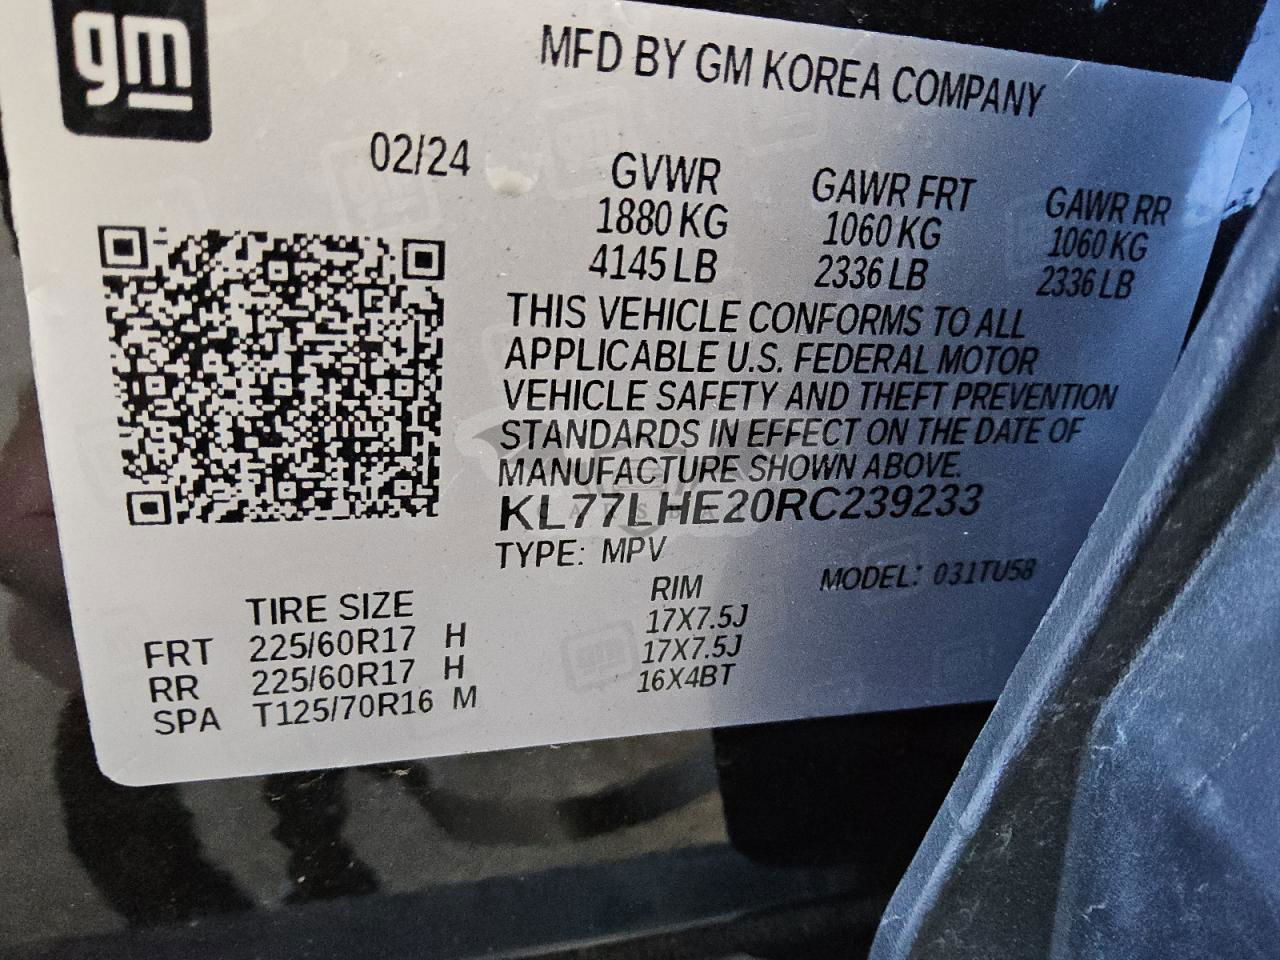 gm
MFD BY GM KOREA COMPANY
02/24
GVWR GAWR FRT GAWR RR
1880 KG 1060 KG 1060 KG
4145 LB 2336 LB 2336 LB
THIS VEHICLE CONFORMS TO ALL
APPLICABLE U.S. FEDERAL MOTOR
VEHICLE SAFETY AND THEFT PREVENTION
STANDARDS IN EFFECT ON THE DATE OF
MANUFACTURE SHOWN ABOVE.
KL77LHE20RC239233
TYPE: MPV MODEL: 031TU58
TIRE SIZE RIM
FRT 225/60R17 H 17X7.5J
RR 225/60R17 H 17X7.5J
SPA T125/70R16 M 16X4BT